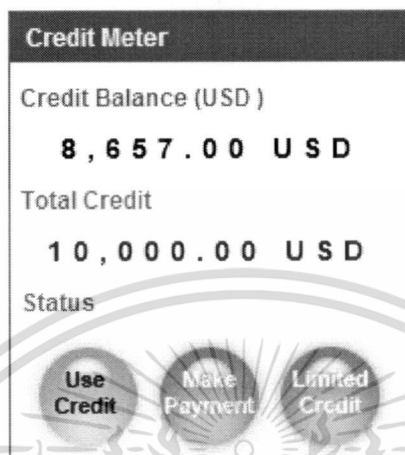 Credit Meter
Credit Balance (USD )
8,657.00 USD
Total Credit
10,000.00 USD
Status
Use Credit
Make Payment
Limited Credit